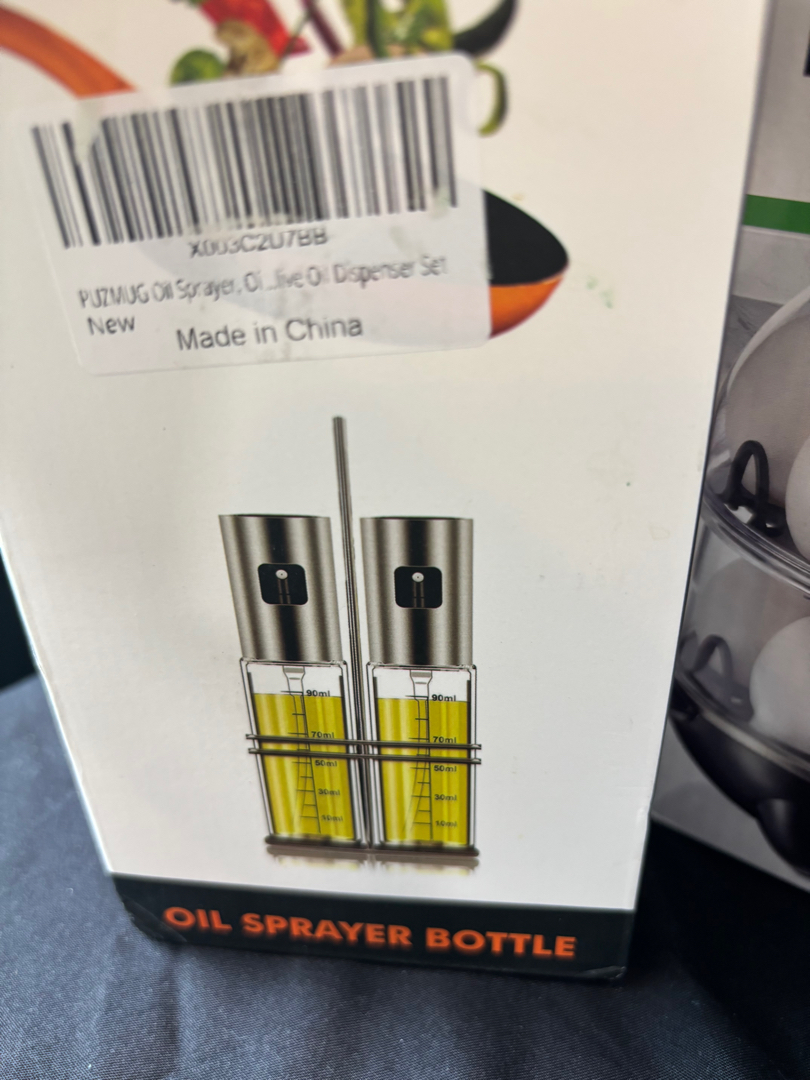 X003C2U7BB
PUZMUG Oil Sprayer, Oi...live Oil Dispenser Set
New
Made in China
90ml
90ml
70ml
70ml
50ml
50ml
30ml
30ml
10ml
10ml
OIL SPRAYER BOTTLE